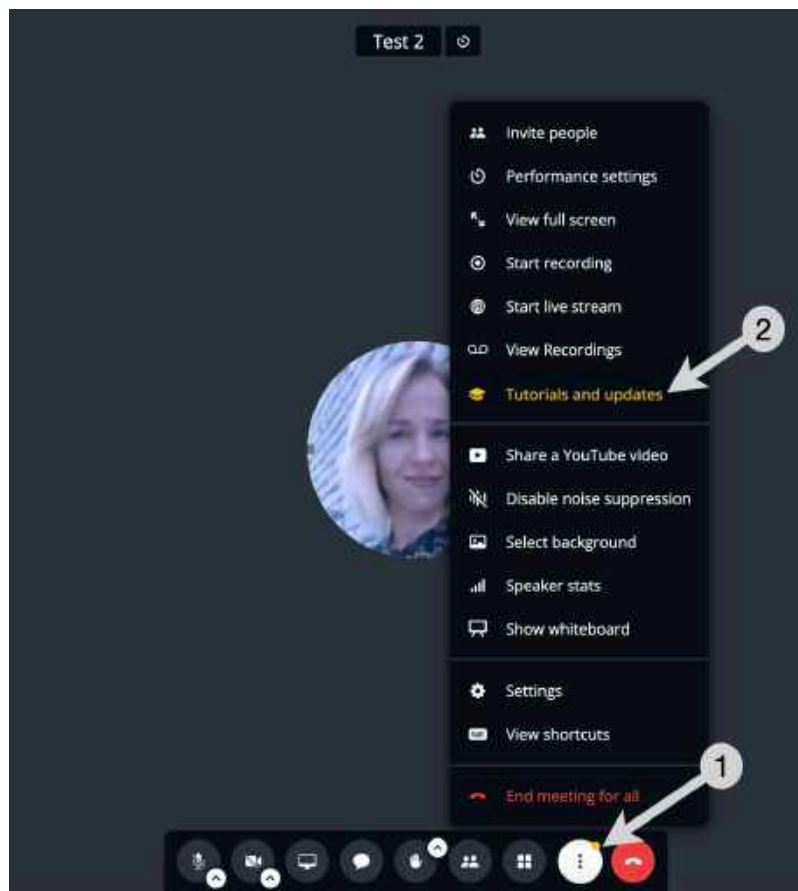 Test 2
Invite people
Performance settings
View full screen
Start recording
Start live stream
View Recordings
2
Tutorials and updates
Share a YouTube video
Disable noise suppression
Select background
Speaker stats
Show whiteboard
Settings
View shortcuts
1
End meeting for all